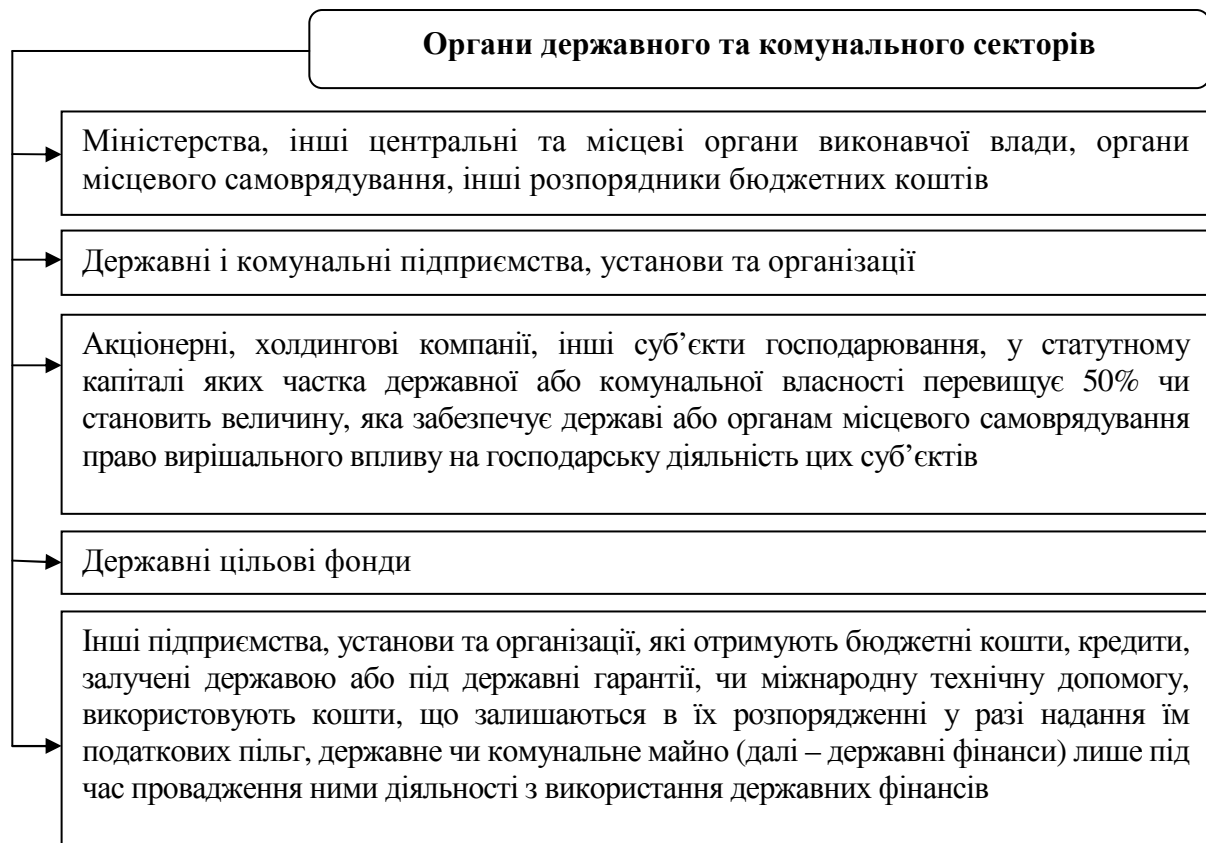 Органи державного та комунального секторів
Міністерства, інші центральні та місцеві органи виконавчої влади, органи
місцевого самоврядування, інші розпорядники бюджетних коштів
Державні і комунальні підприємства, установи та організації
Акціонерні, холдингові компанії, інші суб’єкти господарювання, у статутному
капіталі яких частка державної або комунальної власності перевищує 50% чи
становить величину, яка забезпечує державі або органам місцевого самоврядування
право вирішального впливу на господарську діяльність цих суб’єктів
Державні цільові фонди
Інші підприємства, установи та організації, які отримують бюджетні кошти, кредити,
залучені державою або під державні гарантії, чи міжнародну технічну допомогу,
використовують кошти, що залишаються в їх розпорядженні у разі надання їм
податкових пільг, державне чи комунальне майно (далі – державні фінанси) лише під
час провадження ними діяльності з використання державних фінансів